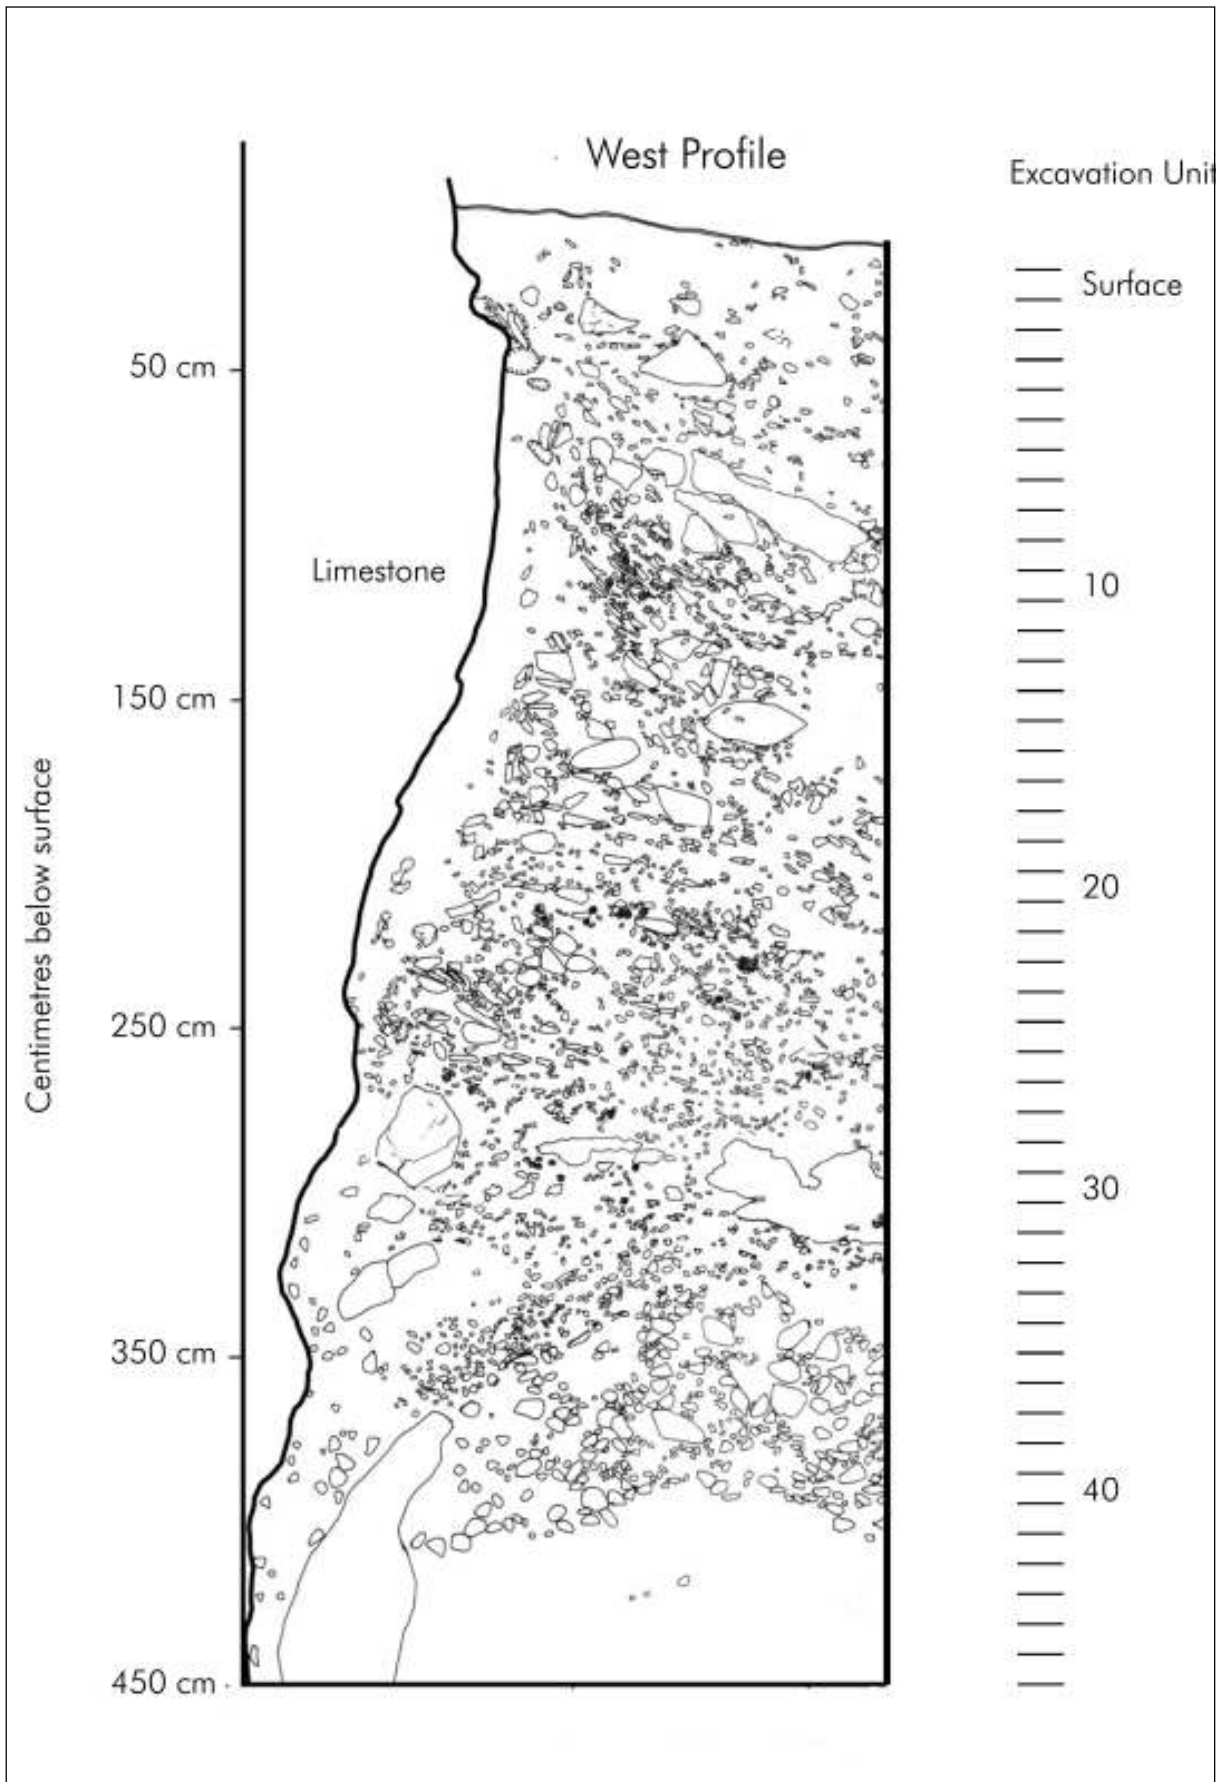 West Profile
Excavation Unit
Surface
50 cm
Limestone
10
150 cm
Centimetres below surface
20
250 cm
30
350 cm
40
450 cm